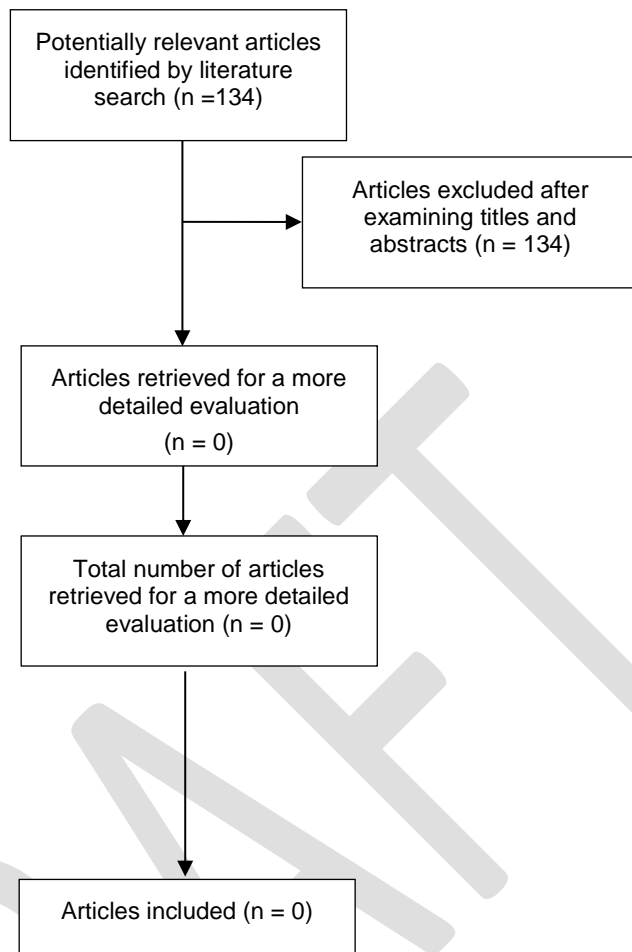 Potentially relevant articles
identified by literature
search (n =134)
Articles excluded after
examining titles and
abstracts (n = 134)
Articles retrieved for a more
detailed evaluation
(n = 0)
Total number of articles
retrieved for a more detailed
evaluation (n = 0)
Articles included (n = 0)